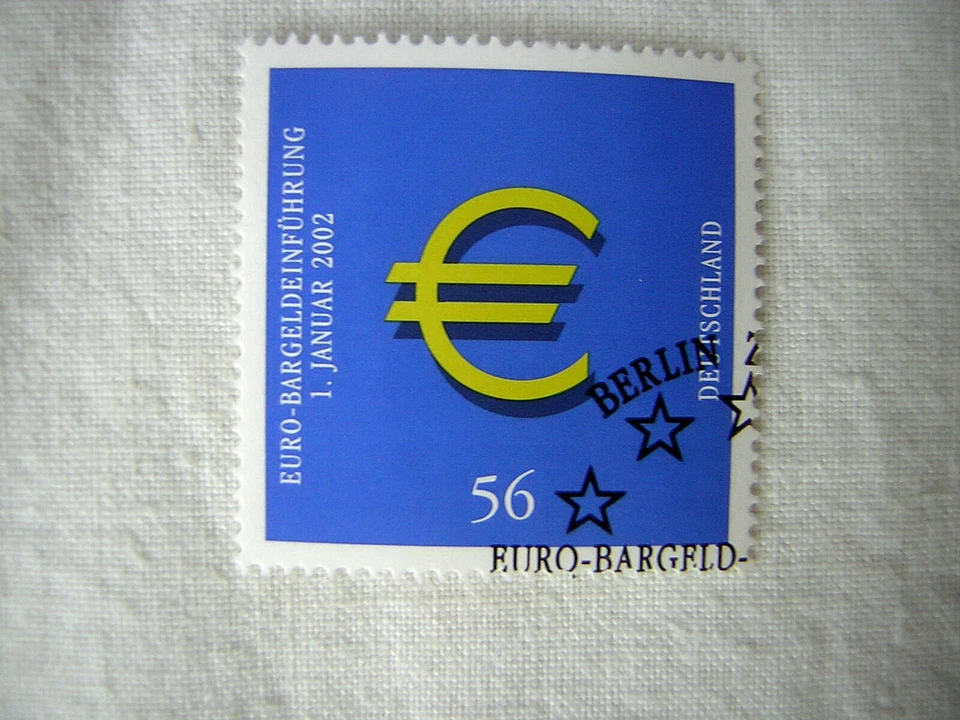 EURO-BARGELDEINFÜHRUNG
1. JANUAR 2002
€
DEUTSCHLAND
56
BERLIN
EURO-BARGELD-